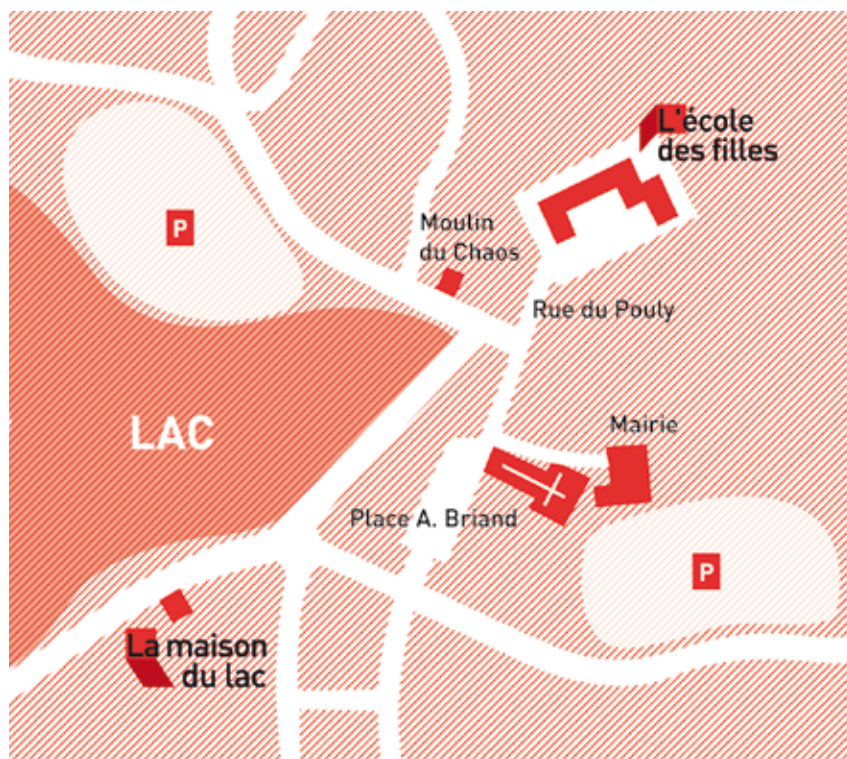 L'école
des filles
P
Moulin
du Chaos
Rue du Pouly
LAC
Mairie
Place A. Briand
P
La maison
du lac